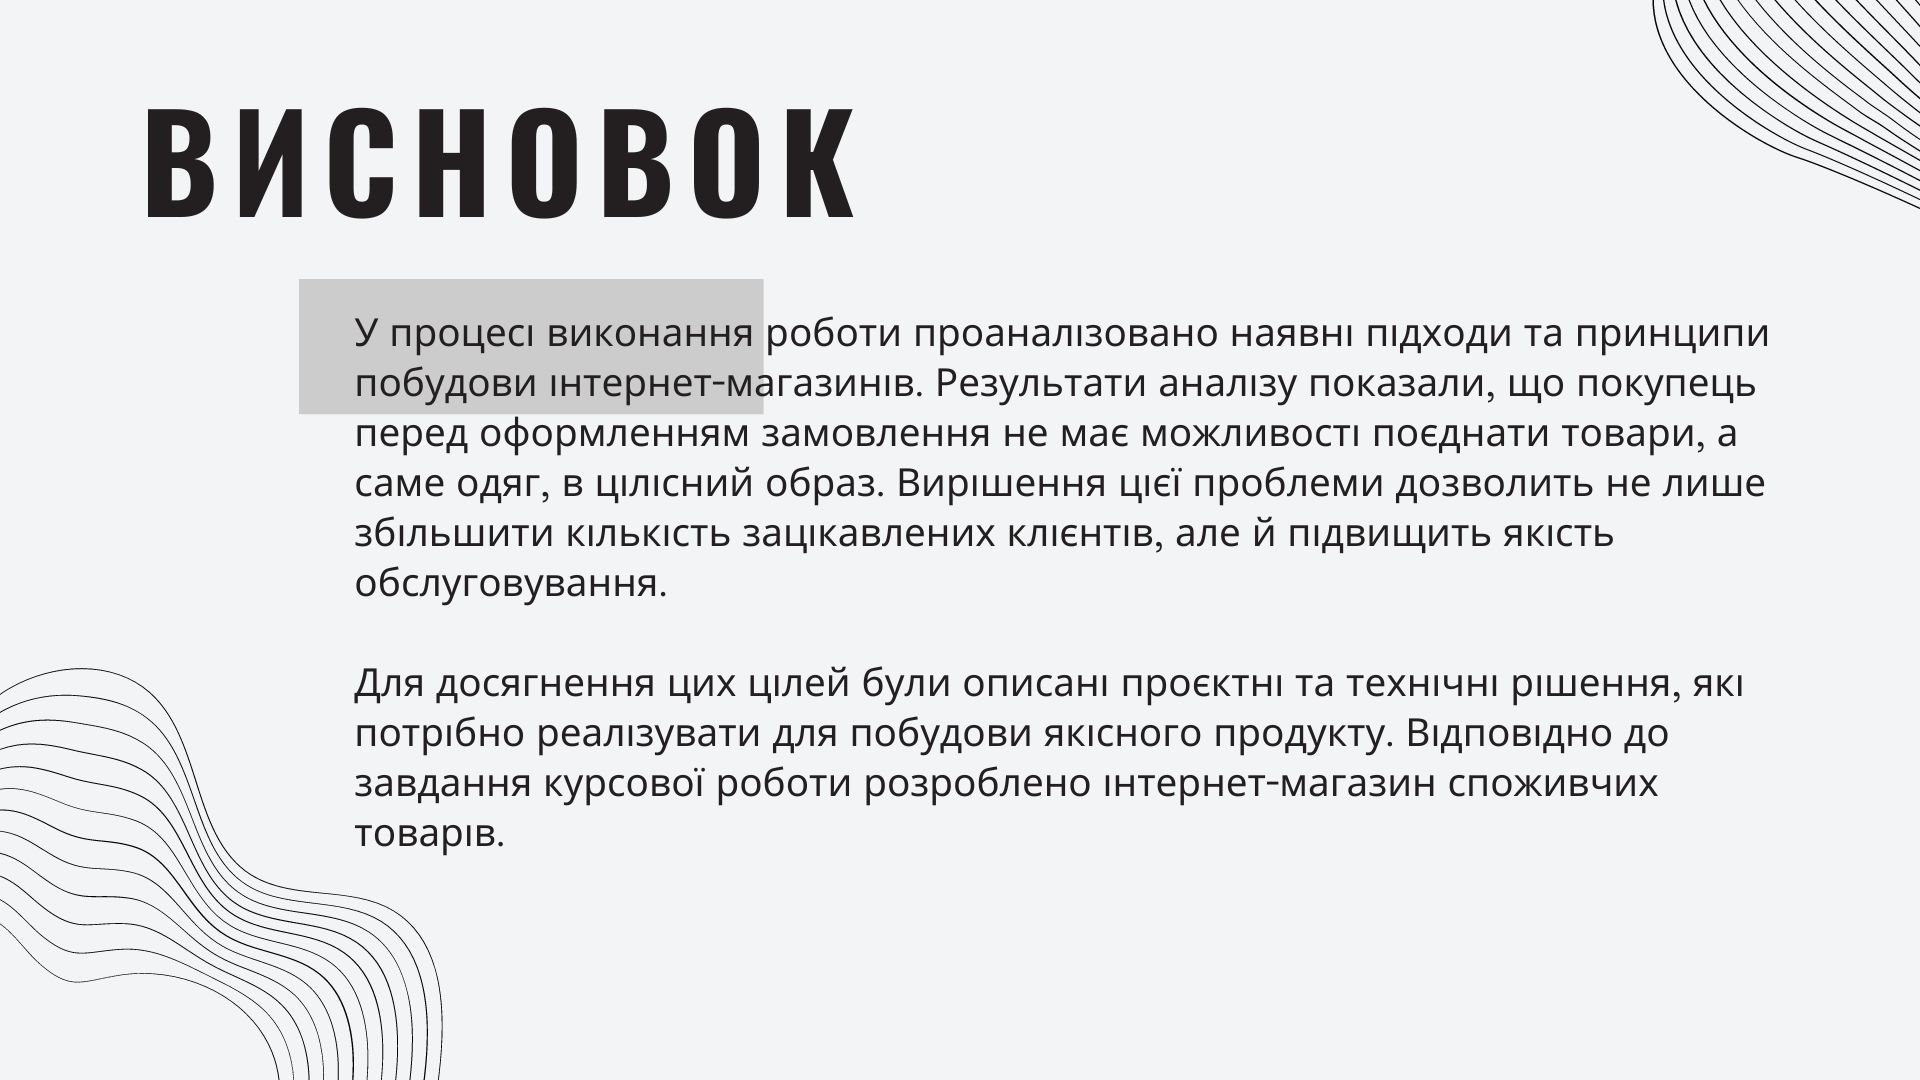 ВИСНОВОК
У процесі виконання роботи проаналізовано наявні підходи та принципи
побудови інтернет-магазинів. Результати аналізу показали, що покупець
перед оформленням замовлення не має можливості поєднати товари, а
саме одяг, в цілісний образ. Вирішення цієї проблеми дозволить не лише
збільшити кількість зацікавлених клієнтів, але й підвищить якість
обслуговування.
Для досягнення цих цілей були описані проєктні та технічні рішення, які
потрібно реалізувати для побудови якісного продукту. Відповідно до
завдання курсової роботи розроблено інтернет-магазин споживчих
товарів.